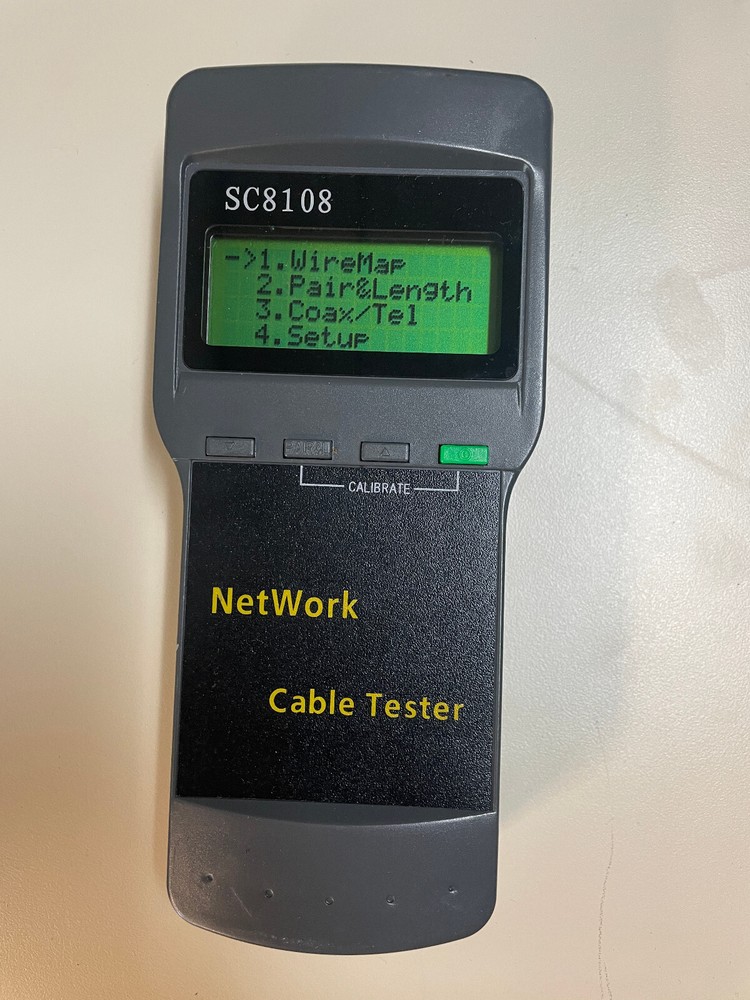 SC8108
->1.WireMap
2.Pair&Length
3.Coax/Tel
4.Setup
CALIBRATE
NetWork
Cable Tester